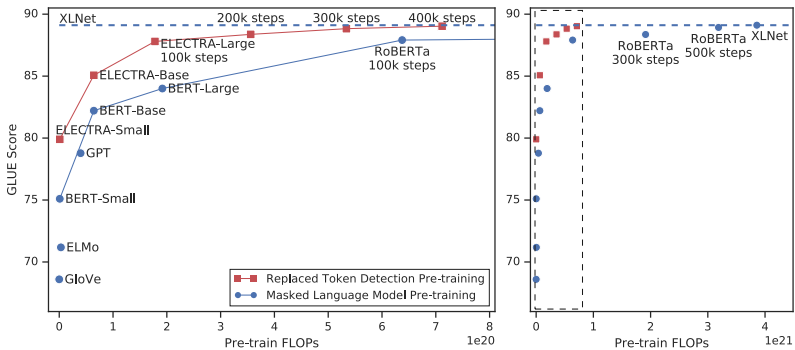 90
85
80
75
70
GLUE Score
XLNet
200k steps
300k steps
400k steps
ELECTRA-Large
100k steps
RoBERTa
100k steps
ELECTRA-Base
BERT-Large
BERT-Base
ELECTRA-Small
GPT
BERT-Small
ELMo
GloVe
Replaced Token Detection Pre-training
Masked Language Model Pre-training
0 1 2 3 4 5 6 7 8
Pre-train FLOPs
1e20
90
85
80
75
70
RoBERTa
300k steps
RoBERTa
500k steps
XLNet
0 1 2 3 4
Pre-train FLOPs
1e21